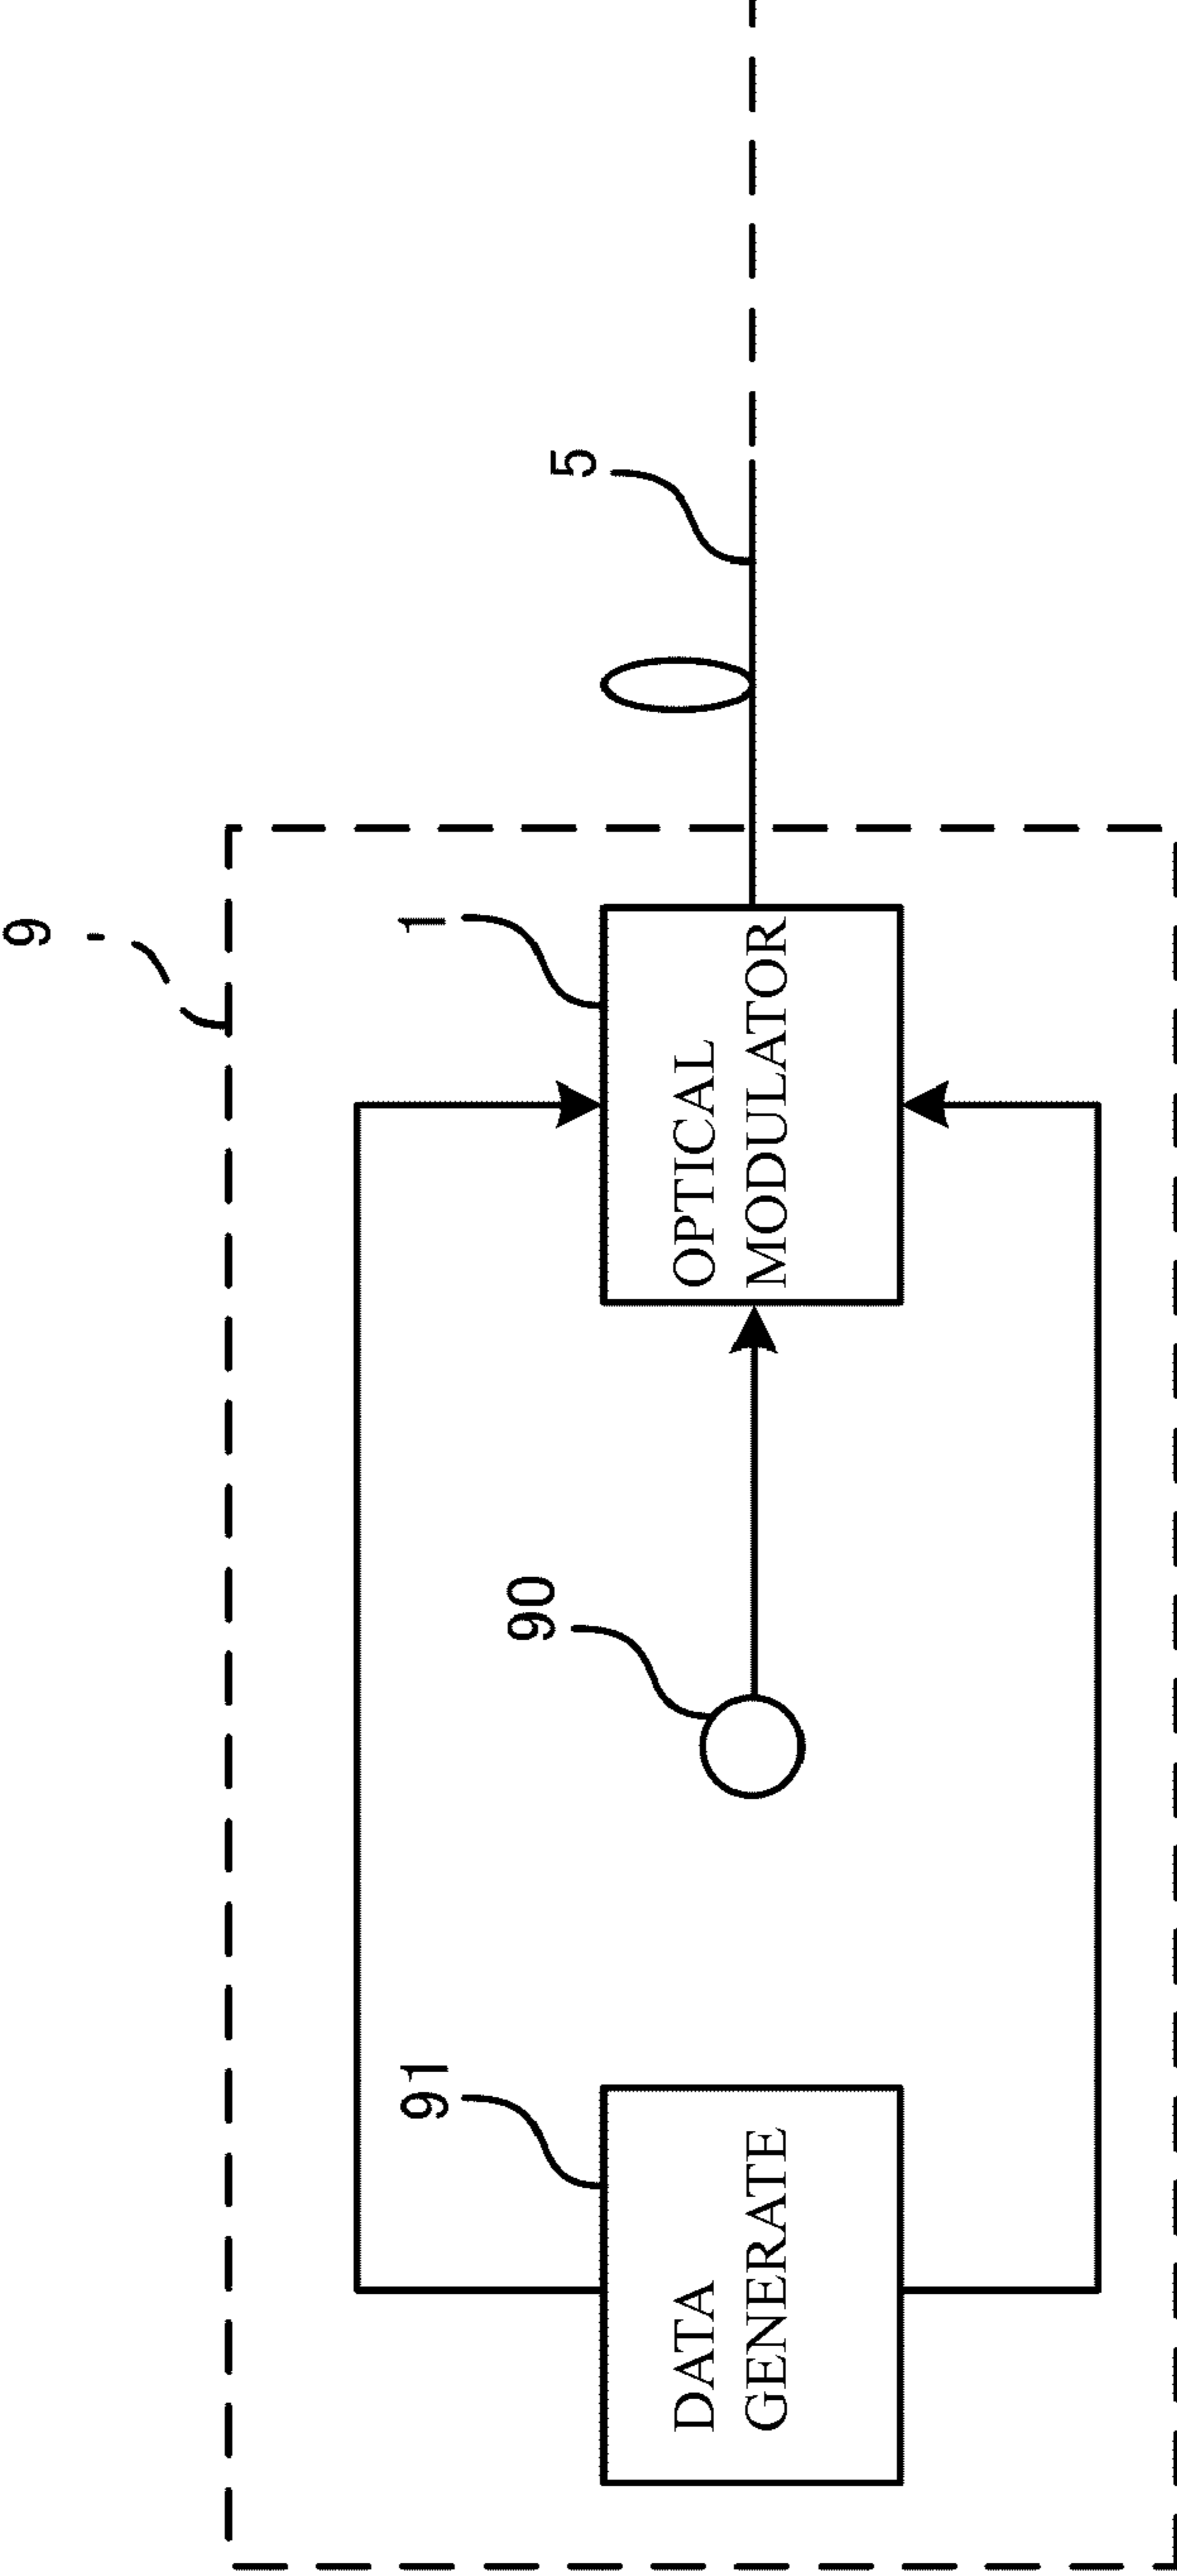 9
1
5
90
91
OPTICAL
MODULATOR
DATA
GENERATE